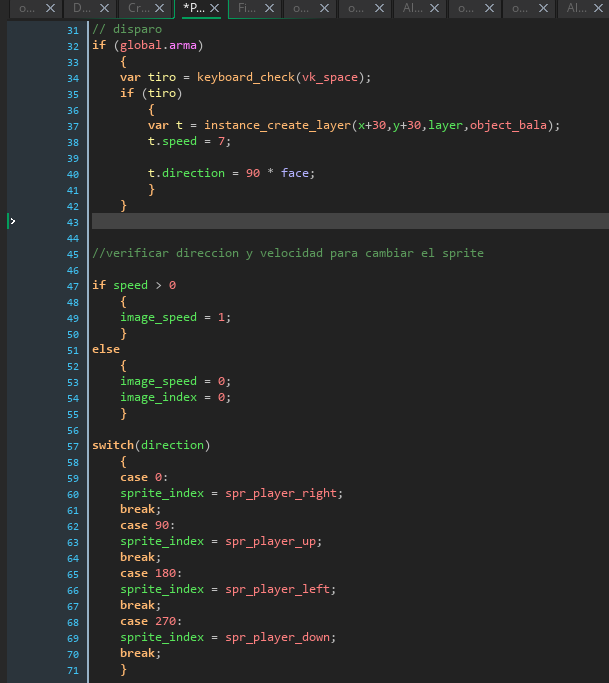 o... D... Cr... *P... Fi... o... o... Al... o... o... Al...
31 // disparo
32 if (global.arma)
33 {
34 var tiro = keyboard_check(vk_space);
35 if (tiro)
36 {
37 var t = instance_create_layer(x+30,y+30,layer,object_bala);
38 t.speed = 7;
39
40 t.direction = 90 * face;
41 }
42 }
43
44
45 //verificar direccion y velocidad para cambiar el sprite
46
47 if speed > 0
48 {
49 image_speed = 1;
50 }
51 else
52 {
53 image_speed = 0;
54 image_index = 0;
55 }
56
57 switch(direction)
58 {
59 case 0:
60 sprite_index = spr_player_right;
61 break;
62 case 90:
63 sprite_index = spr_player_up;
64 break;
65 case 180:
66 sprite_index = spr_player_left;
67 break;
68 case 270:
69 sprite_index = spr_player_down;
70 break;
71 }